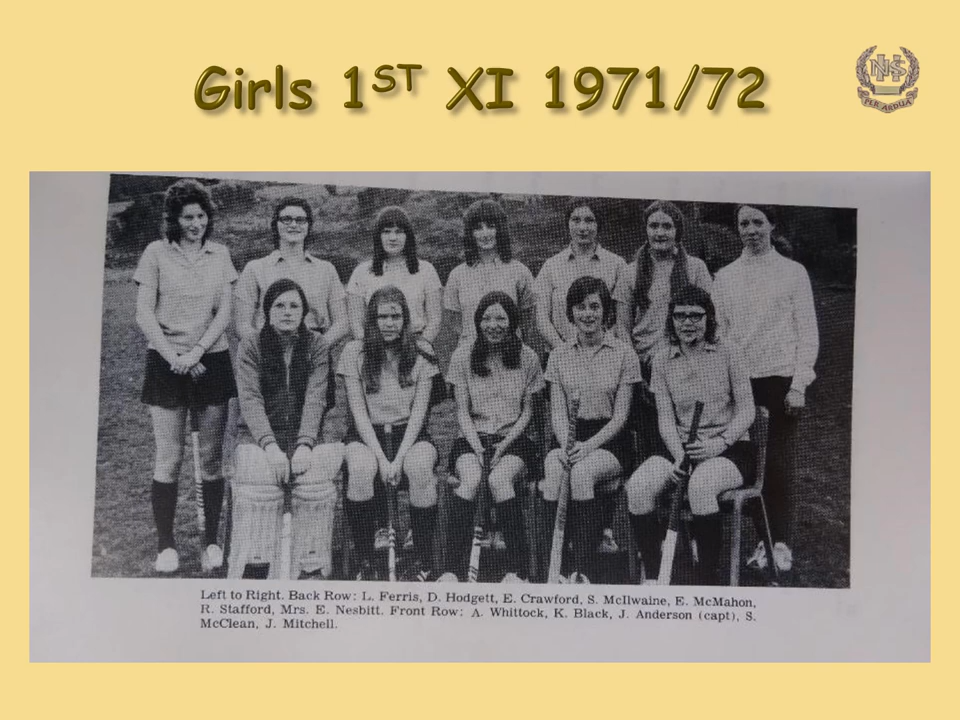 Girls 1ST XI 1971/72
NNS
PER ARDUA
Left to Right. Back Row: L. Ferris, D. Hodgett, E. Crawford, S. McIlwaine, E. McMahon,
R. Stafford, Mrs. E. Nesbitt. Front Row: A. Whittock, K. Black, J. Anderson (capt), S.
McClean, J. Mitchell.